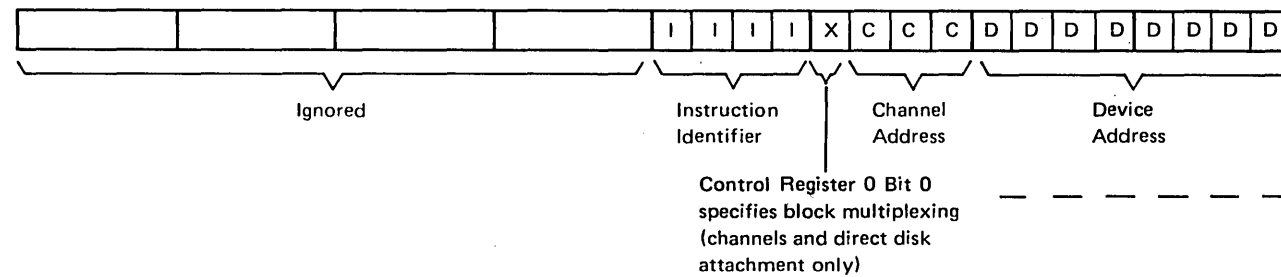 I I I I X C C C D D D D D D D D
Ignored
Instruction
Identifier
Channel
Address
Device
Address
Control Register 0 Bit 0
specifies block multiplexing
(channels and direct disk
attachment only)